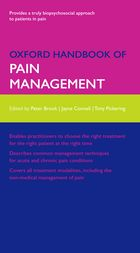 Provides a truly biopsychosocial approach
to patients in pain
OXFORD HANDBOOK OF
PAIN
MANAGEMENT
Edited by Peter Brook | Jayne Connell | Tony Pickering
Enables practitioners to choose the right treatment
for the right patient at the right time
Describes common management techniques
for acute and chronic pain conditions
Covers all treatment modalities, including the
non-medical management of pain